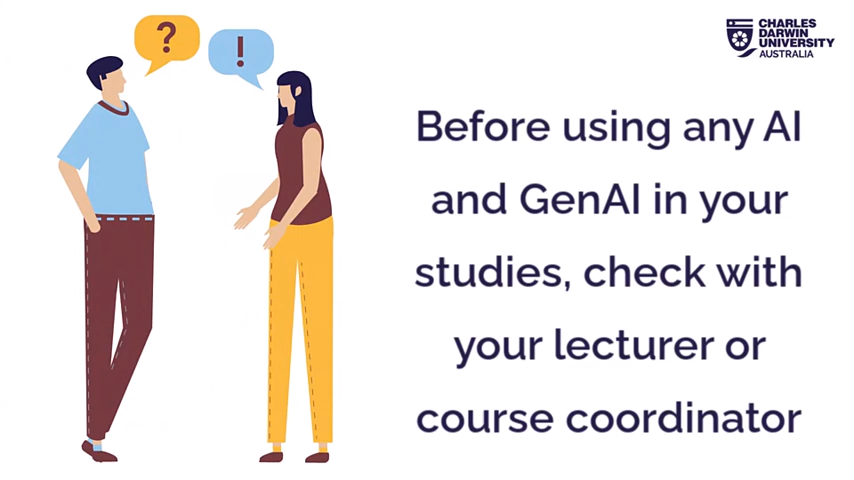 ?
!
CHARLES
DARWIN
UNIVERSITY
AUSTRALIA
Before using any AI
and GenAI in your
studies, check with
your lecturer or
course coordinator